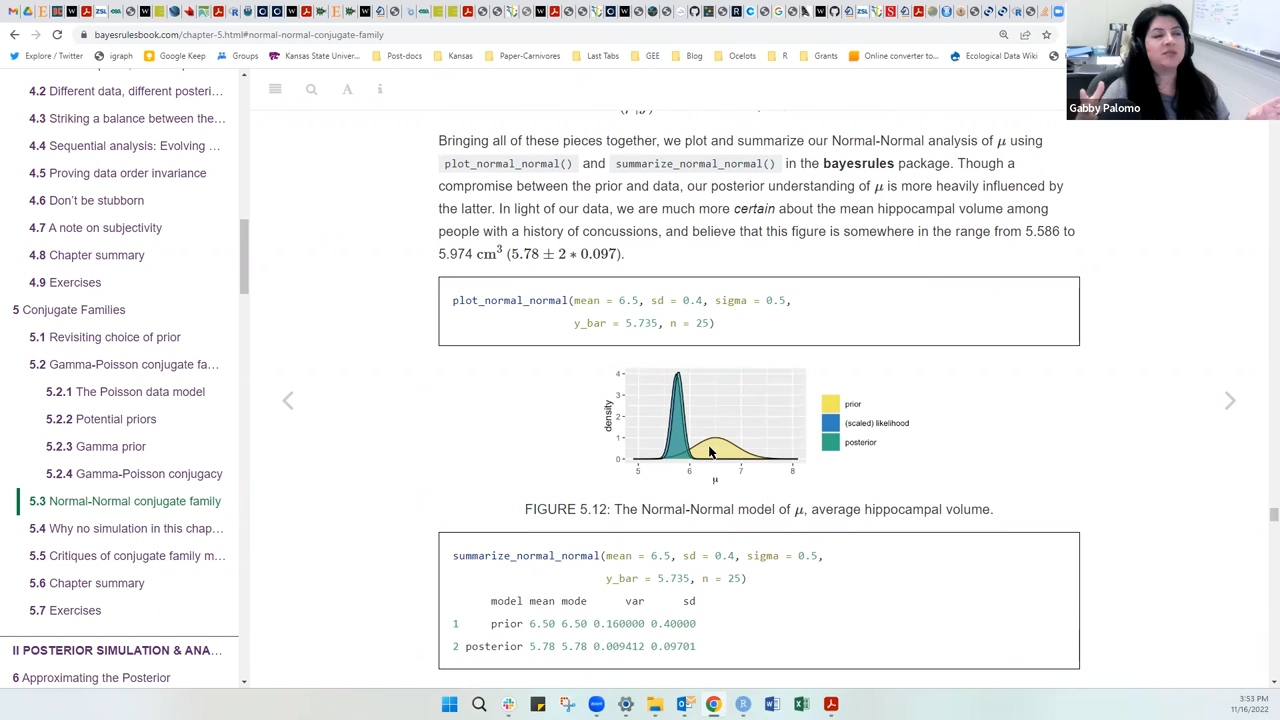 bayesrulesbook.com/chapter-5.html#normal-normal-conjugate-family
Explore / Twitter
igraph
Google Keep
Groups
Kansas State Univer...
Post-docs
Kansas
Paper-Carnivores
Last Tabs
GEE
Blog
Ocelots
R
Grants
Online converter to...
Ecological Data Wiki
Gabby Palomo
4.2 Different data, different posteri...
4.3 Striking a balance between the...
4.4 Sequential analysis: Evolving ...
4.5 Proving data order invariance
4.6 Don't be stubborn
4.7 A note on subjectivity
4.8 Chapter summary
4.9 Exercises
5 Conjugate Families
5.1 Revisiting choice of prior
5.2 Gamma-Poisson conjugate fa...
5.2.1 The Poisson data model
5.2.2 Potential priors
5.2.3 Gamma prior
5.2.4 Gamma-Poisson conjugacy
5.3 Normal-Normal conjugate family
5.4 Why no simulation in this chap...
5.5 Critiques of conjugate family m...
5.6 Chapter summary
5.7 Exercises
II POSTERIOR SIMULATION & ANA...
6 Approximating the Posterior
Bringing all of these pieces together, we plot and summarize our Normal-Normal analysis of μ using
plot_normal_normal() and summarize_normal_normal() in the bayesrules package. Though a
compromise between the prior and data, our posterior understanding of μ is more heavily influenced by
the latter. In light of our data, we are much more certain about the mean hippocampal volume among
people with a history of concussions, and believe that this figure is somewhere in the range from 5.586 to
5.974 cm³ (5.78 ± 2 * 0.097).
plot_normal_normal(mean = 6.5, sd = 0.4, sigma = 0.5,
y_bar = 5.735, n = 25)
density
4
3
2
1
0
5 6 7 8
μ
prior
(scaled) likelihood
posterior
FIGURE 5.12: The Normal-Normal model of μ, average hippocampal volume.
summarize_normal_normal(mean = 6.5, sd = 0.4, sigma = 0.5,
y_bar = 5.735, n = 25)
model mean mode var sd
1 prior 6.50 6.50 0.160000 0.40000
2 posterior 5.78 5.78 0.009412 0.09701
3:53 PM
11/16/2022